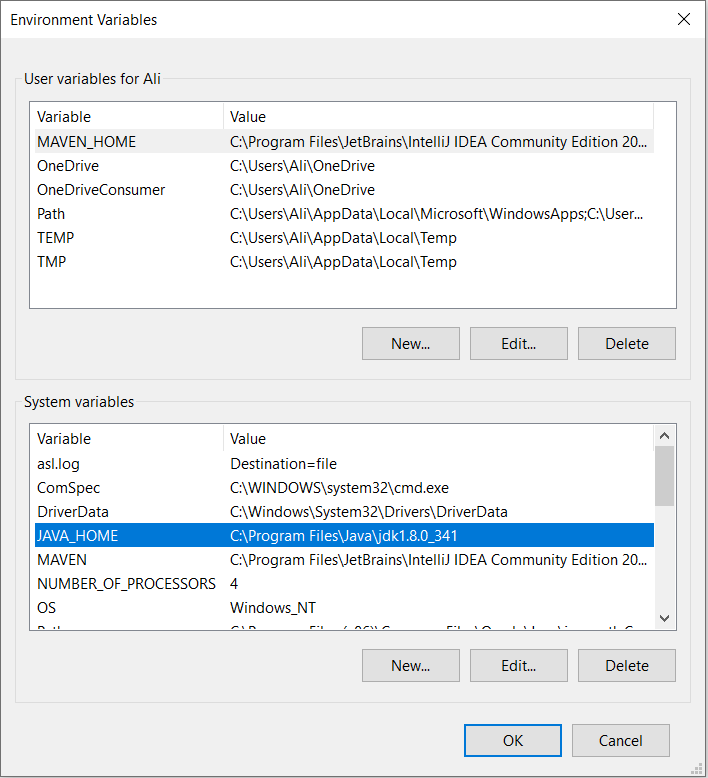 Environment Variables
User variables for Ali
Variable Value
MAVEN_HOME C:\Program Files\JetBrains\IntelliJ IDEA Community Edition 20...
OneDrive C:\Users\Ali\OneDrive
OneDriveConsumer C:\Users\Ali\OneDrive
Path C:\Users\Ali\AppData\Local\Microsoft\WindowsApps;C:\User...
TEMP C:\Users\Ali\AppData\Local\Temp
TMP C:\Users\Ali\AppData\Local\Temp
New... Edit... Delete
System variables
Variable Value
asl.log Destination=file
ComSpec C:\WINDOWS\system32\cmd.exe
DriverData C:\Windows\System32\Drivers\DriverData
JAVA_HOME C:\Program Files\Java\jdk1.8.0_341
MAVEN C:\Program Files\JetBrains\IntelliJ IDEA Community Edition 20...
NUMBER_OF_PROCESSORS 4
OS Windows_NT
New... Edit... Delete
OK Cancel